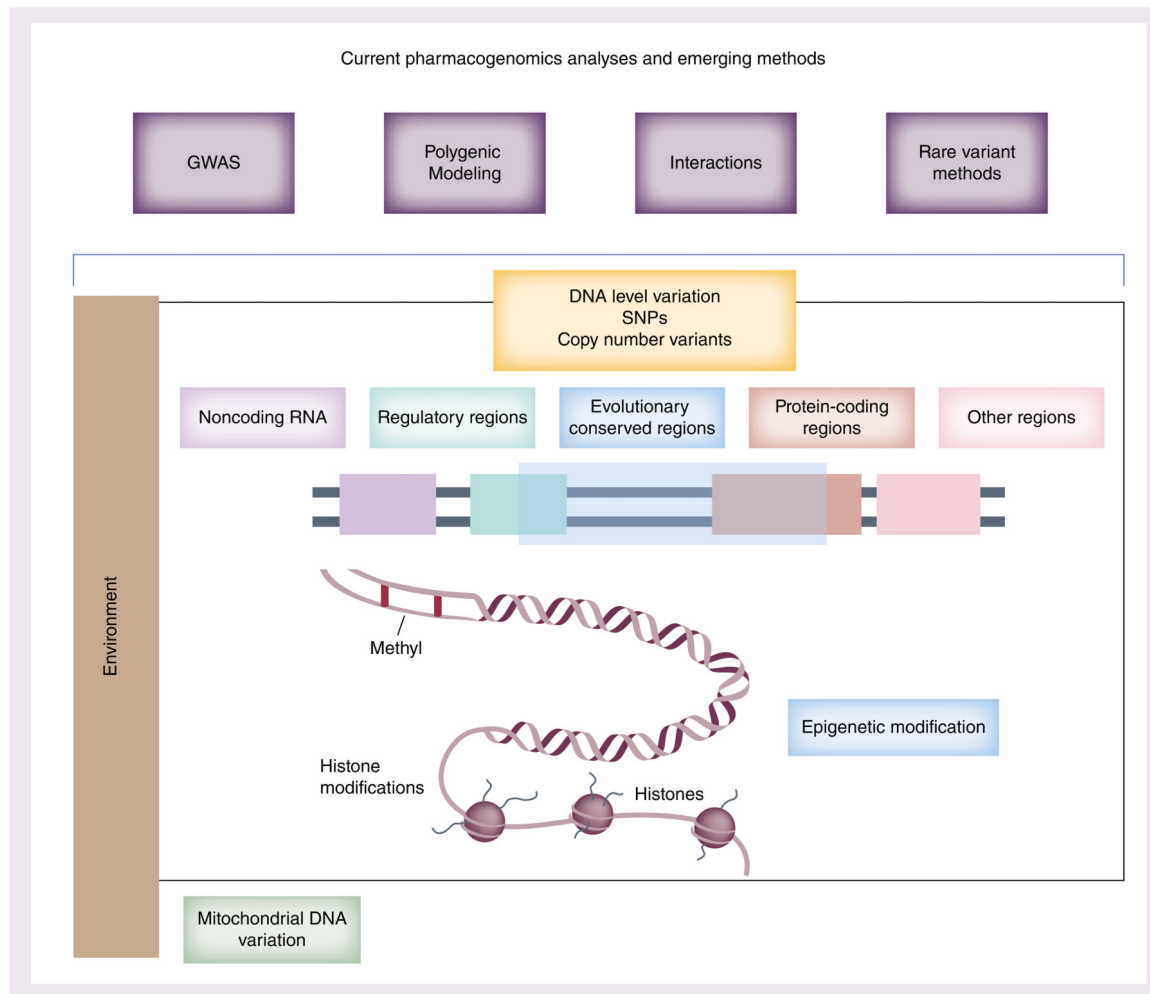 Current pharmacogenomics analyses and emerging methods
GWAS
Polygenic
Modeling
Interactions
Rare variant
methods
DNA level variation
SNPs
Copy number variants
Noncoding RNA
Regulatory regions
Evolutionary
conserved regions
Protein-coding
regions
Other regions
Environment
Methyl
Epigenetic modification
Histone
modifications
Histones
Mitochondrial DNA
variation